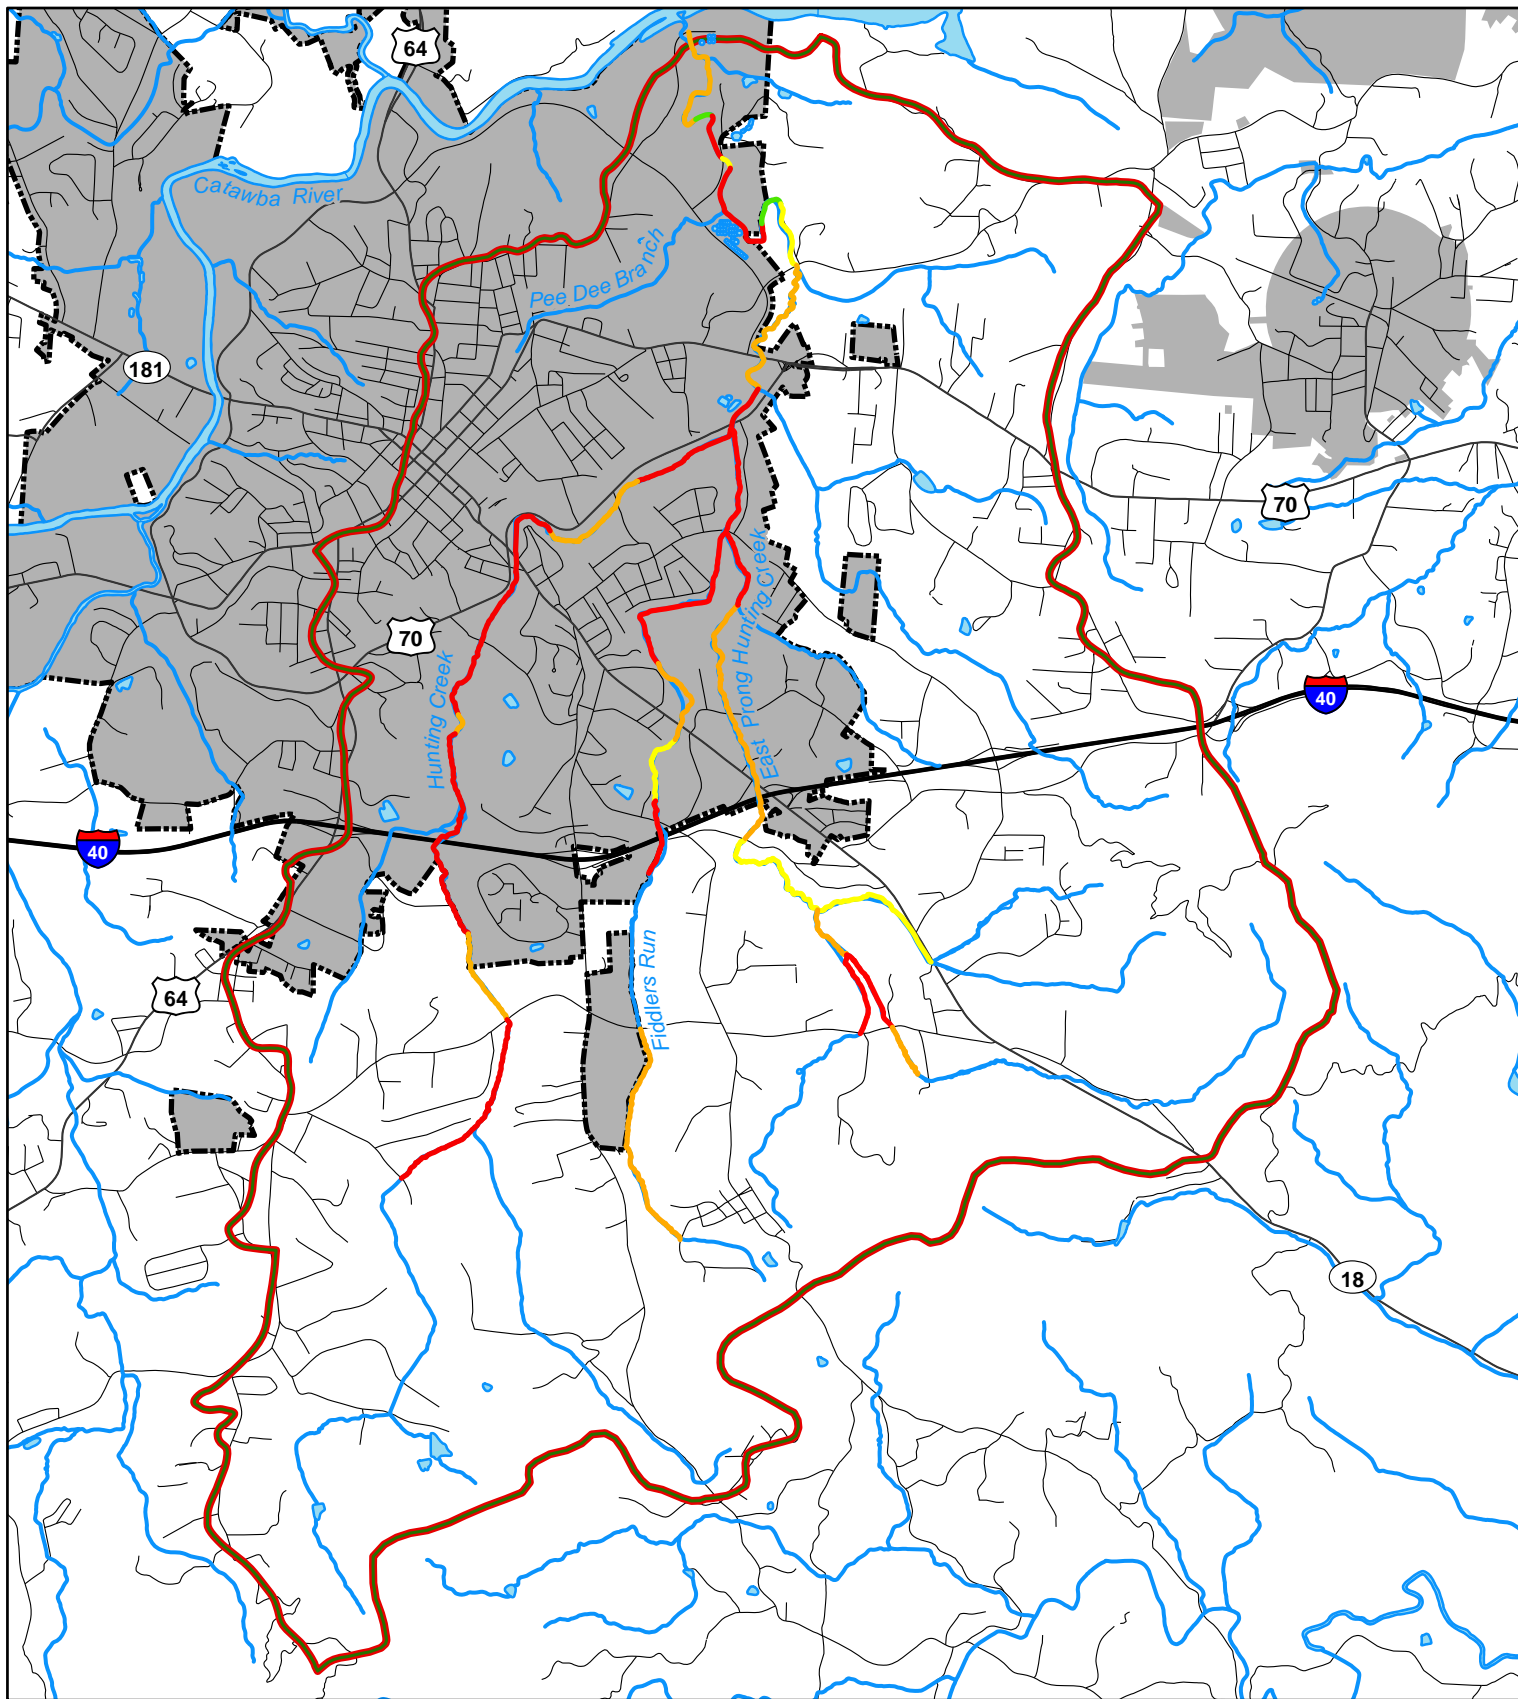 64
Catawba River
Pee Dee Branch
181
70
East Prong Hunting Creek
70
Hunting Creek
40
40
Fiddlers Run
64
18